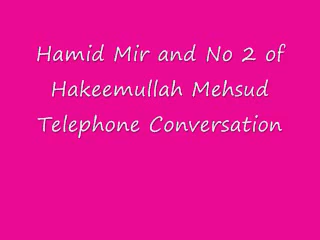 Hamid Mir and No 2 of
Hakeemullah Mehsud
Telephone Conversation